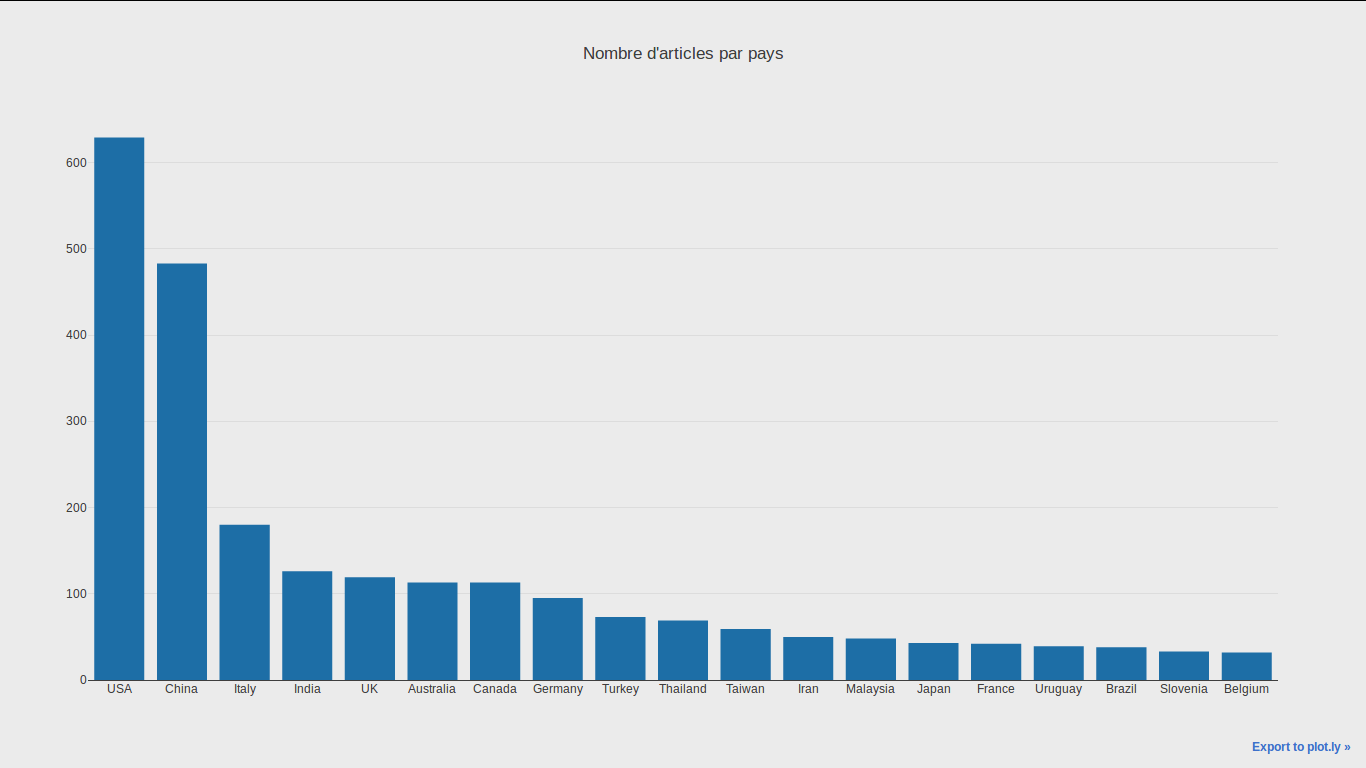 Nombre d'articles par pays
600
500
400
300
200
100
0
USA China Italy India UK Australia Canada Germany Turkey Thailand Taiwan Iran Malaysia Japan France Uruguay Brazil Slovenia Belgium
Export to plot.ly »